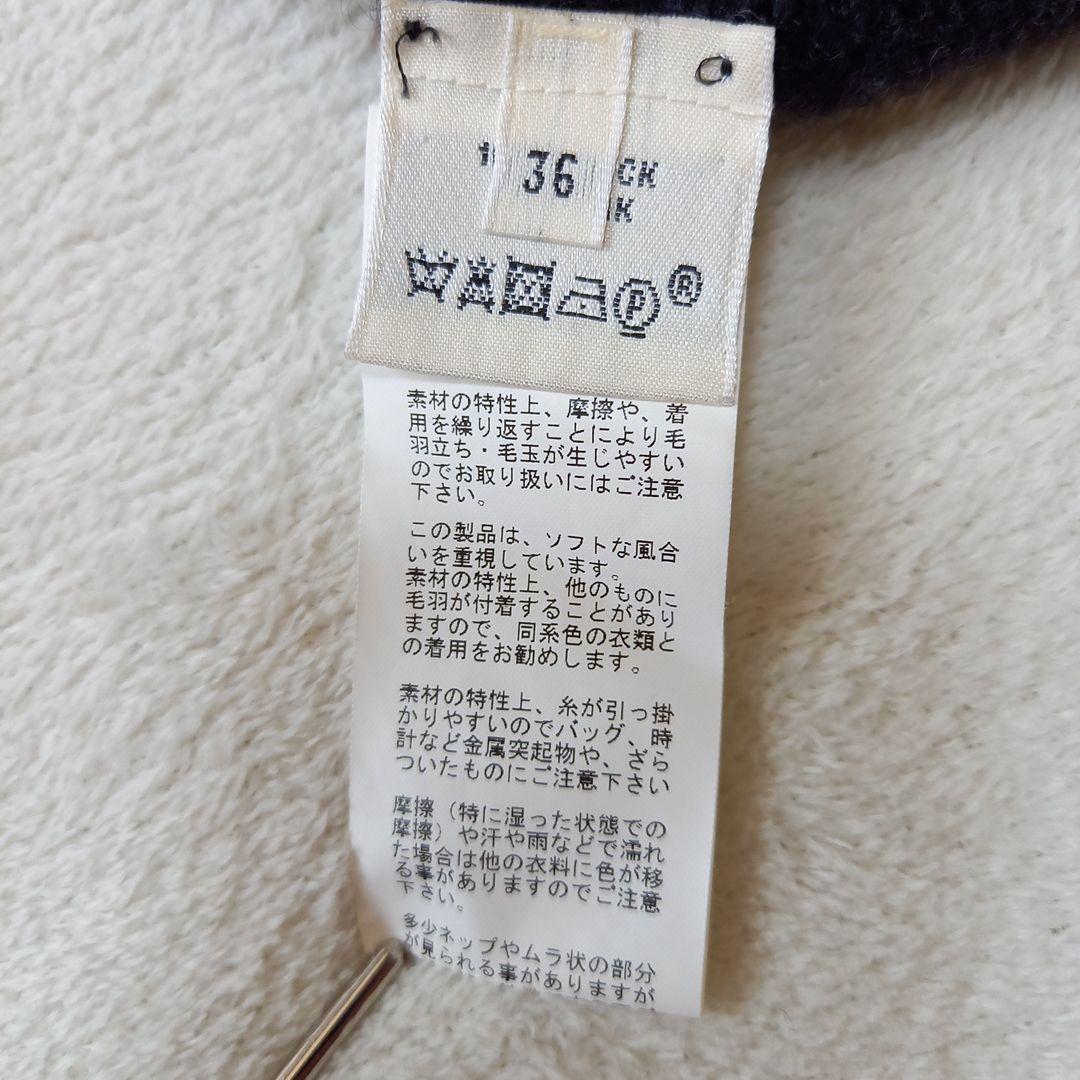 36
CK
K
P
®
素材の特性上、摩擦や、着
用を繰り返すことにより毛
羽立ち・毛玉が生じやすい
のでお取り扱いにはご注意
下さい。
この製品は、ソフトな風合
いを重視しています。
素材の特性上、他のものに
毛羽が付着することがあり
ますので、同系色の衣類と
の着用をお勧めします。
素材の特性上、糸が引っ掛
かりやすいのでバッグ、時
計など金属突起物や、ざら
ついたものにご注意下さい
摩擦（特に湿った状態での
摩擦）や汗や雨などで濡れ
た場合は他の衣料に色が移
る事がありますのでご注意
下さい。
多少ネップやムラ状の部分
が見られる事がありますが